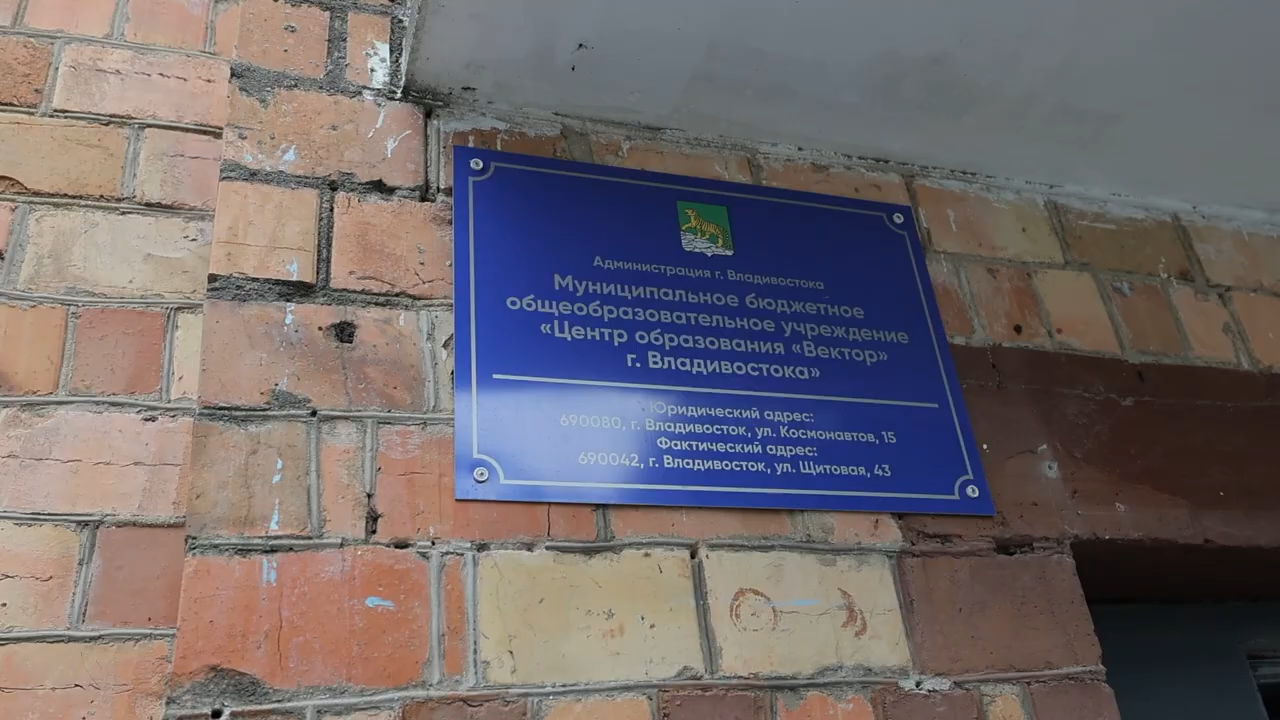 Администрация г. Владивостока
Муниципальное бюджетное
общеобразовательное учреждение
«Центр образования «Вектор»
г. Владивостока»
Юридический адрес:
690080, г. Владивосток, ул. Космонавтов, 15
Фактический адрес:
690042, г. Владивосток, ул. Щитовая, 43